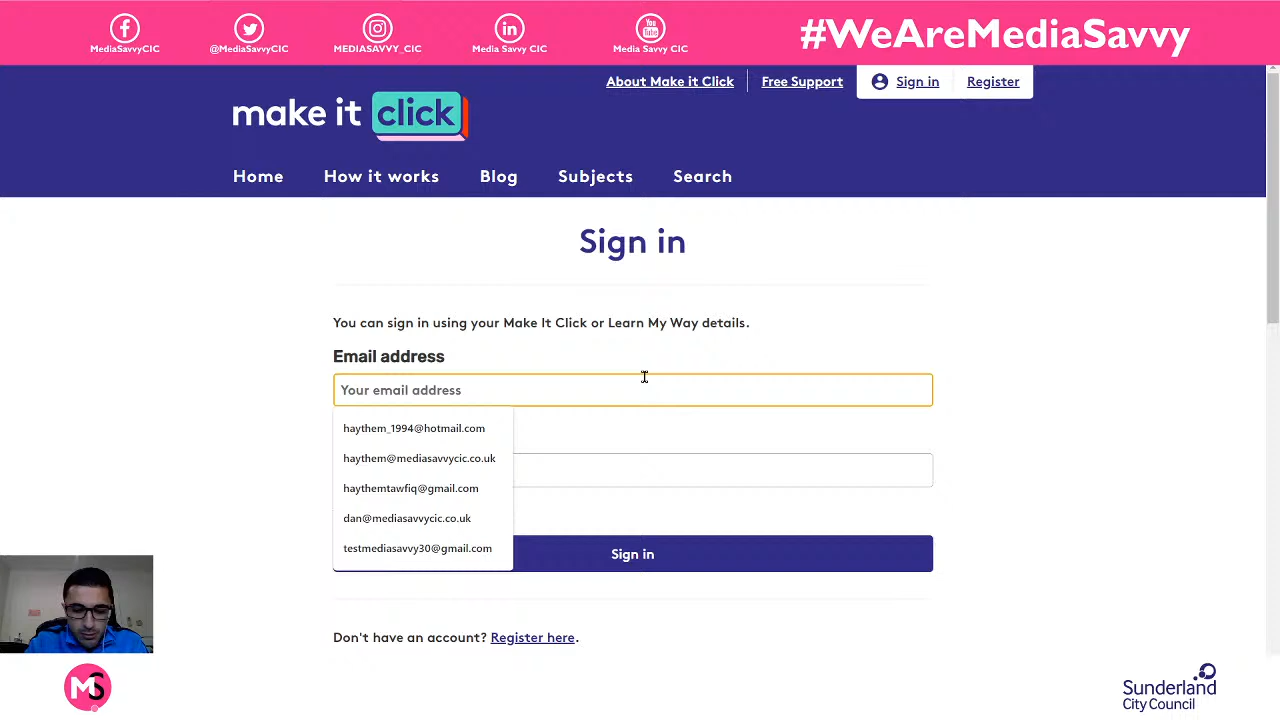 MediaSavvyCIC
@MediaSavvyCIC
MEDIASAVVY_CIC
Media Savvy CIC
Media Savvy CIC
#WeAreMediaSavvy
About Make it Click
Free Support
Sign in
Register
make it click
Home
How it works
Blog
Subjects
Search
Sign in
You can sign in using your Make It Click or Learn My Way details.
Email address
Your email address
haythem_1994@hotmail.com
haythem@mediasavvycic.co.uk
haythemtawfiq@gmail.com
dan@mediasavvycic.co.uk
testmediasavvy30@gmail.com
Sign in
Don't have an account? Register here.
MS
Sunderland
City Council